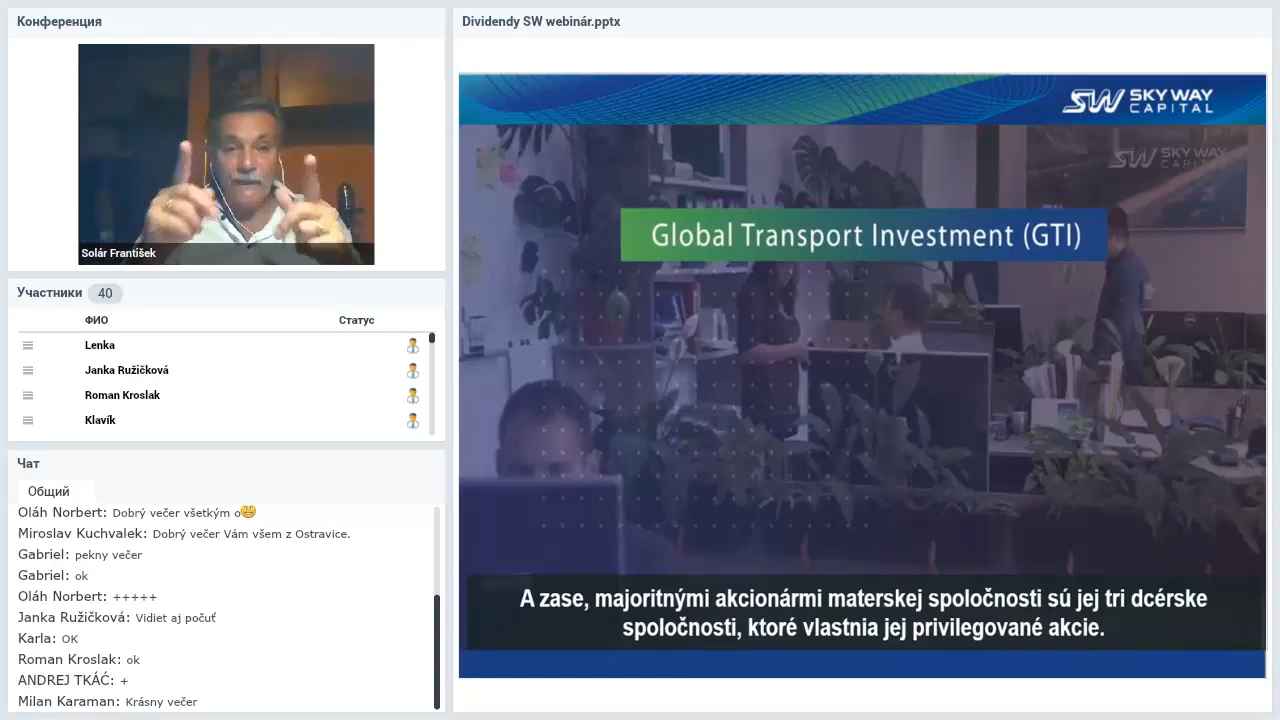 Конференция
Solár František
Участники 40
ФИО Статус
Lenka
Janka Ružičková
Roman Kroslak
Klavík
Чат
Общий
Oláh Norbert: Dobrý večer všetkým o
Miroslav Kuchvalek: Dobrý večer Vám všem z Ostravice.
Gabriel: pekny večer
Gabriel: ok
Oláh Norbert: +++++
Janka Ružičková: Vidiet aj počuť
Karla: OK
Roman Kroslak: ok
ANDREJ TKÁČ: +
Milan Karaman: Krásny večer
Dividendy SW webinár.pptx
SW SKY WAY
CAPITAL
SW SKY WAY
Global Transport Investment (GTI)
A zase, majoritnými akcionármi materskej spoločnosti sú jej tri dcérske
spoločnosti, ktoré vlastnia jej privilegované akcie.